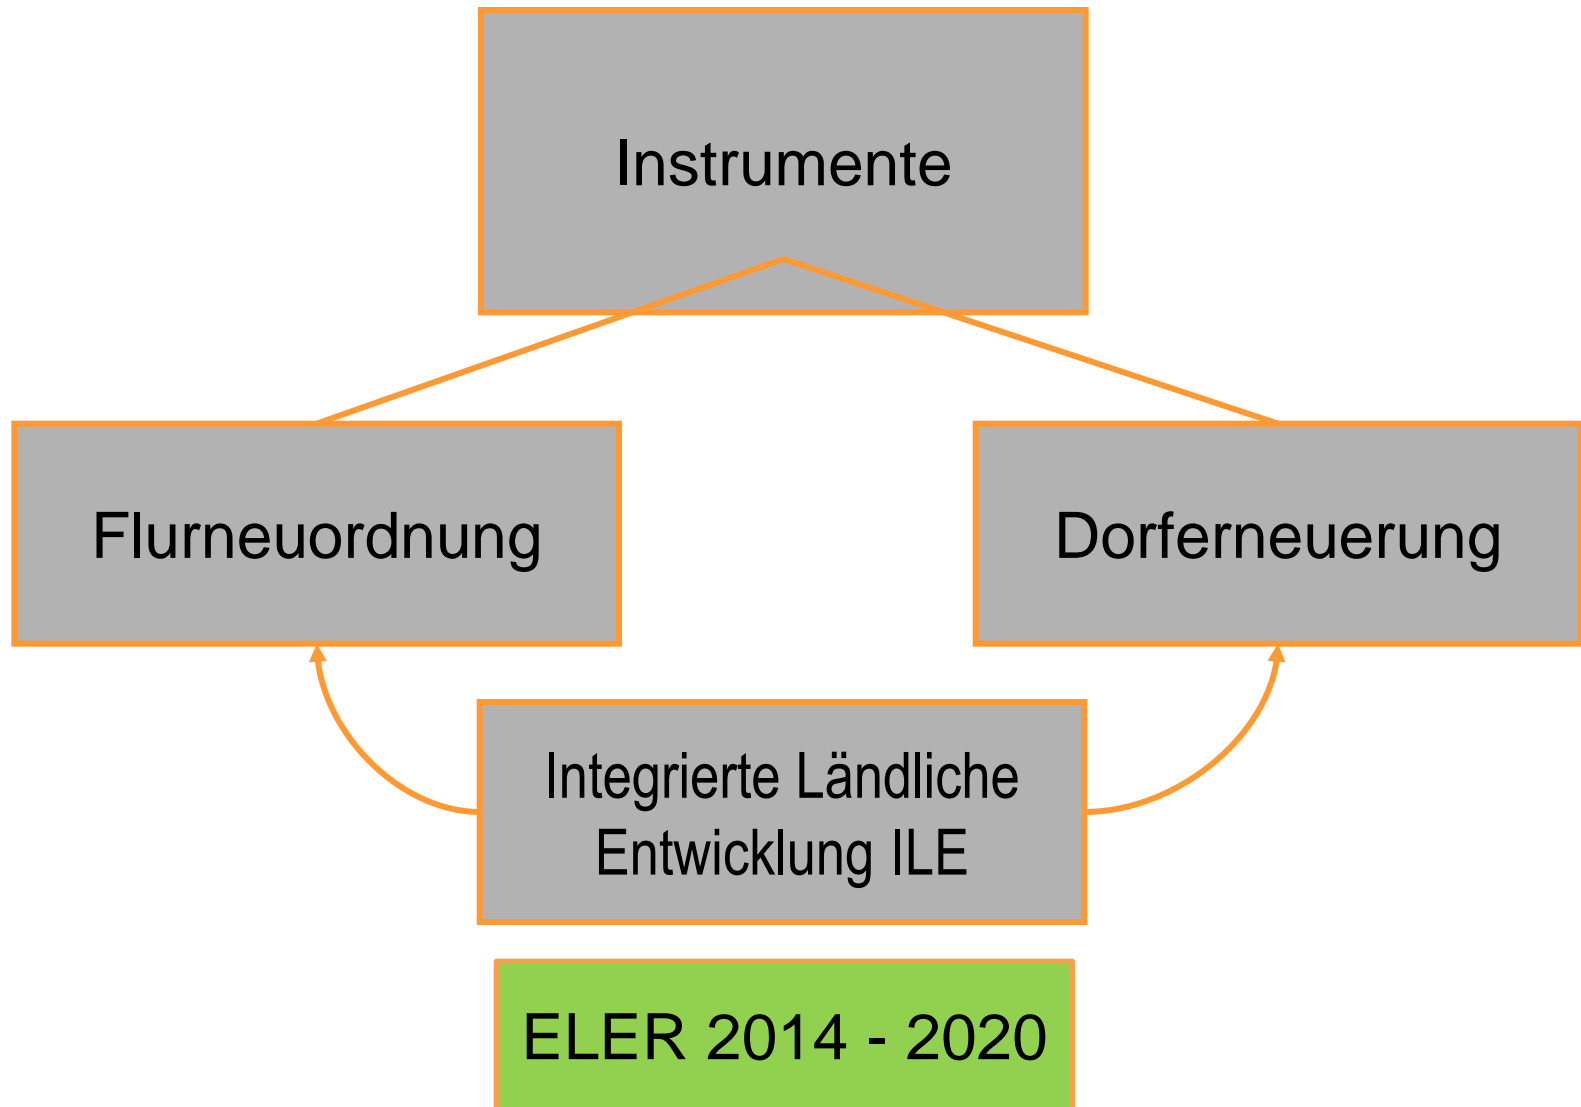 Instrumente
Flurneuordnung
Dorferneuerung
Integrierte Ländliche
Entwicklung ILE
ELER 2014 - 2020